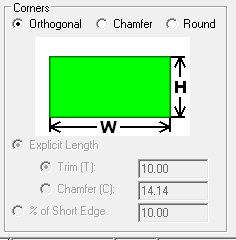 Corners
Orthogonal Chamfer Round
H
W
Explicit Length
Trim (T): 10.00
Chamfer (C): 14.14
% of Short Edge 10.00